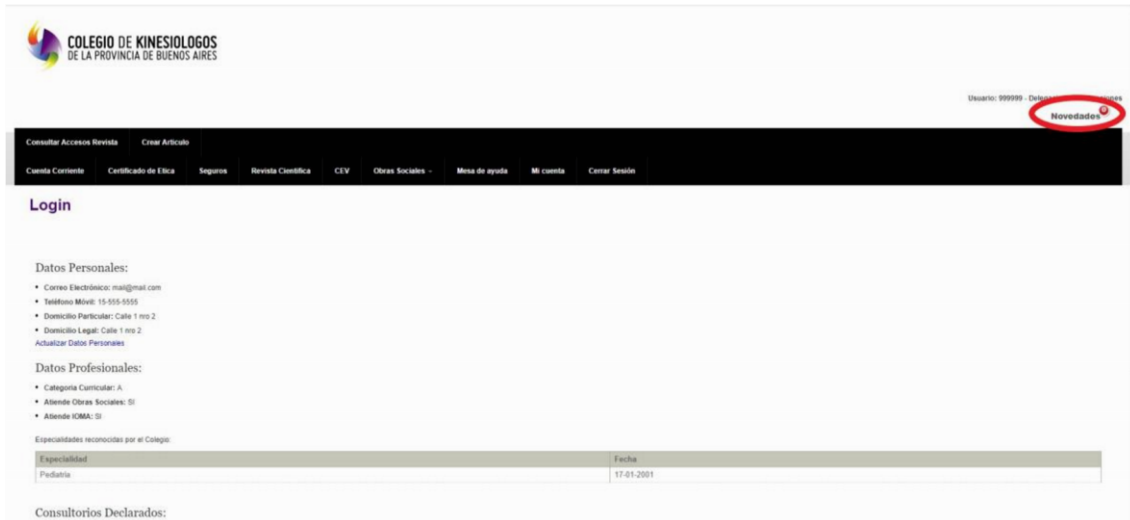 COLEGIO DE KINESIOLOGOS
DE LA PROVINCIA DE BUENOS AIRES
Usuario: 999999 -
Novedados
Consultar Accesos Revista Crear Articulo
Cuenta Corriente Certificado de Etica Seguros Revista Cientifica CEV Obras Sociales - Mesa de ayuda Mi cuenta Cerrar Sesión
Login
Datos Personales:
• Correo Electrónico: mail@mail.com
• Teléfono Móvil: 15-555-5555
• Domicilio Particular: Calle 1 nro 2
• Domicilio Legal: Calle 1 nro 2
Actualizar Datos Personales
Datos Profesionales:
• Categoria Curricular: A
• Atiende Obras Sociales: SI
• Atiende IOMA: SI
Especialidades reconocidas por el Colegio:
Especialidad Fecha
Pediatria 17-01-2001
Consultorios Declarados: